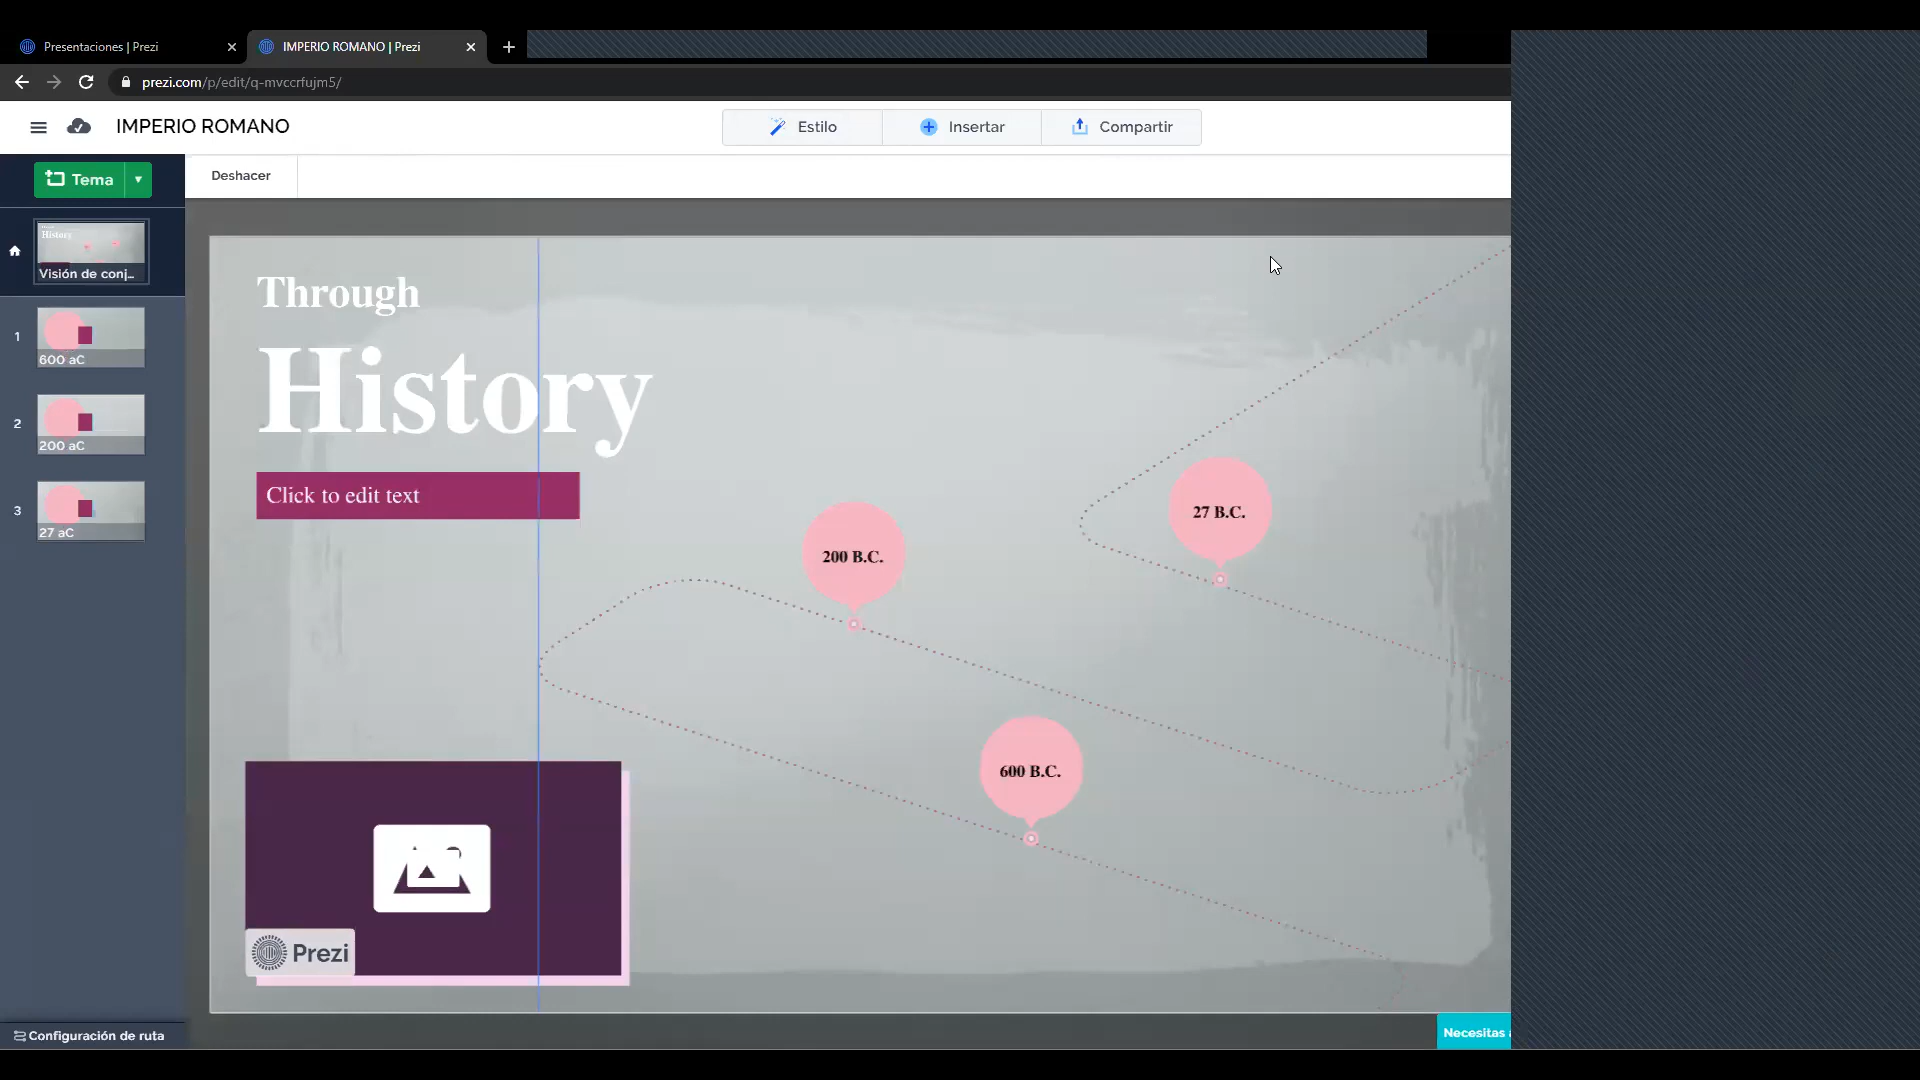 Presentaciones | Prezi
IMPERIO ROMANO | Prezi
prezi.com/p/edit/q-mvccrfujm5/
IMPERIO ROMANO
Estilo
Insertar
Compartir
Tema
Deshacer
History
Visión de conj...
1
600 aC
2
200 aC
3
27 aC
Through
History
Click to edit text
200 B.C.
27 B.C.
600 B.C.
Prezi
Configuración de ruta
Necesitas